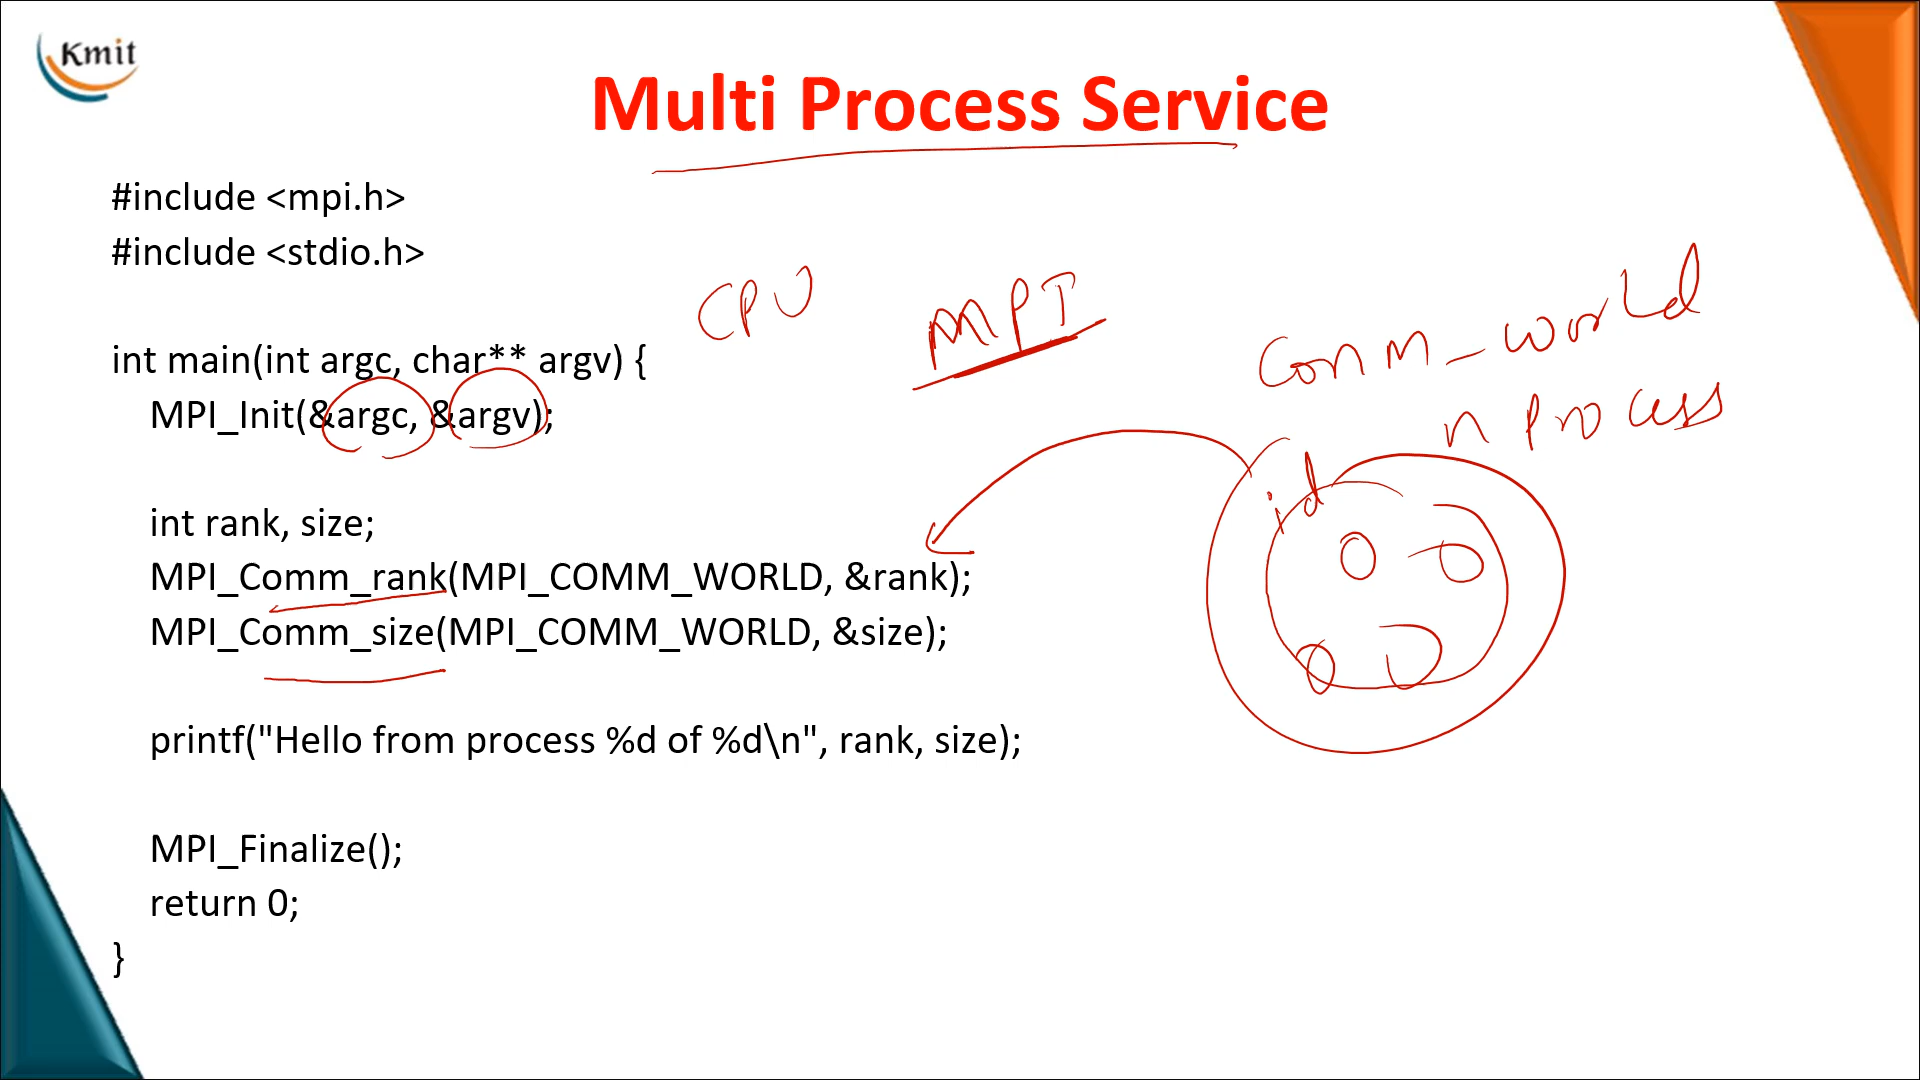 Kmit
Multi Process Service
#include <mpi.h>
#include <stdio.h>
CPU
MPI
Comm_world
n process
int main(int argc, char** argv) {
MPI_Init(&argc, &argv);
id
int rank, size;
MPI_Comm_rank(MPI_COMM_WORLD, &rank);
MPI_Comm_size(MPI_COMM_WORLD, &size);
printf("Hello from process %d of %d\n", rank, size);
MPI_Finalize();
return 0;
}